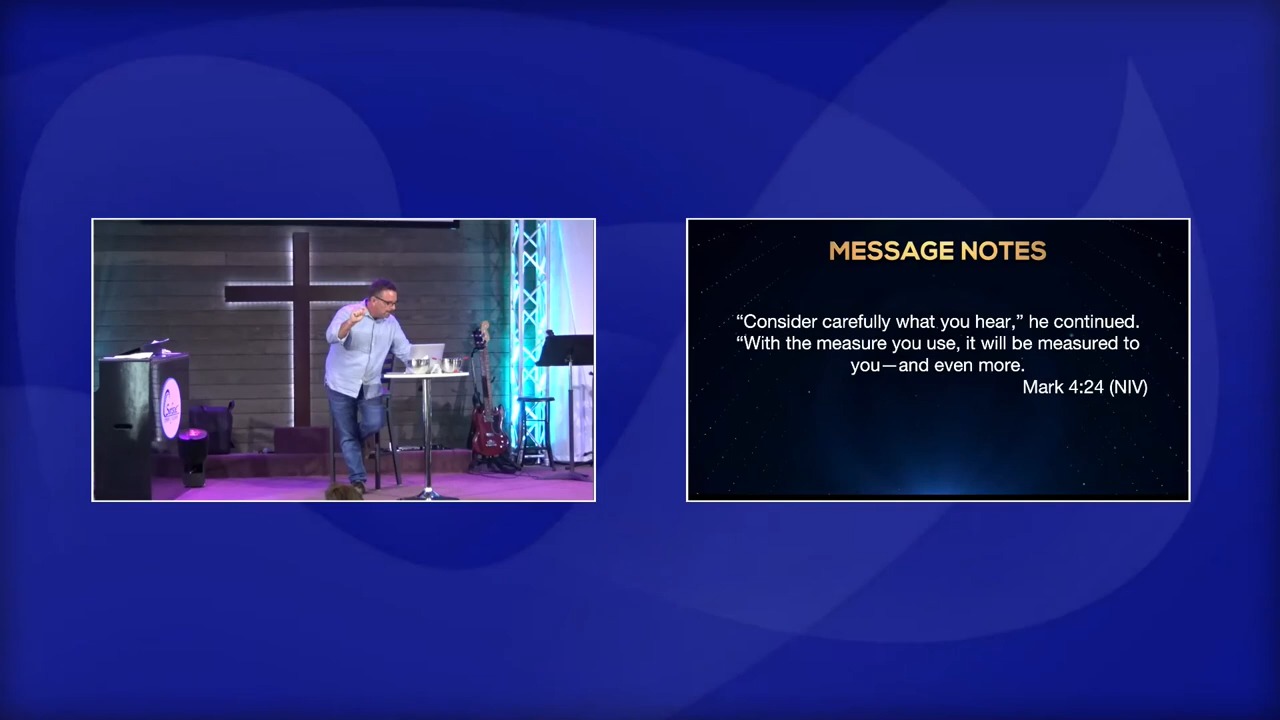 MESSAGE NOTES
“Consider carefully what you hear,” he continued.
“With the measure you use, it will be measured to
you—and even more.
Mark 4:24 (NIV)